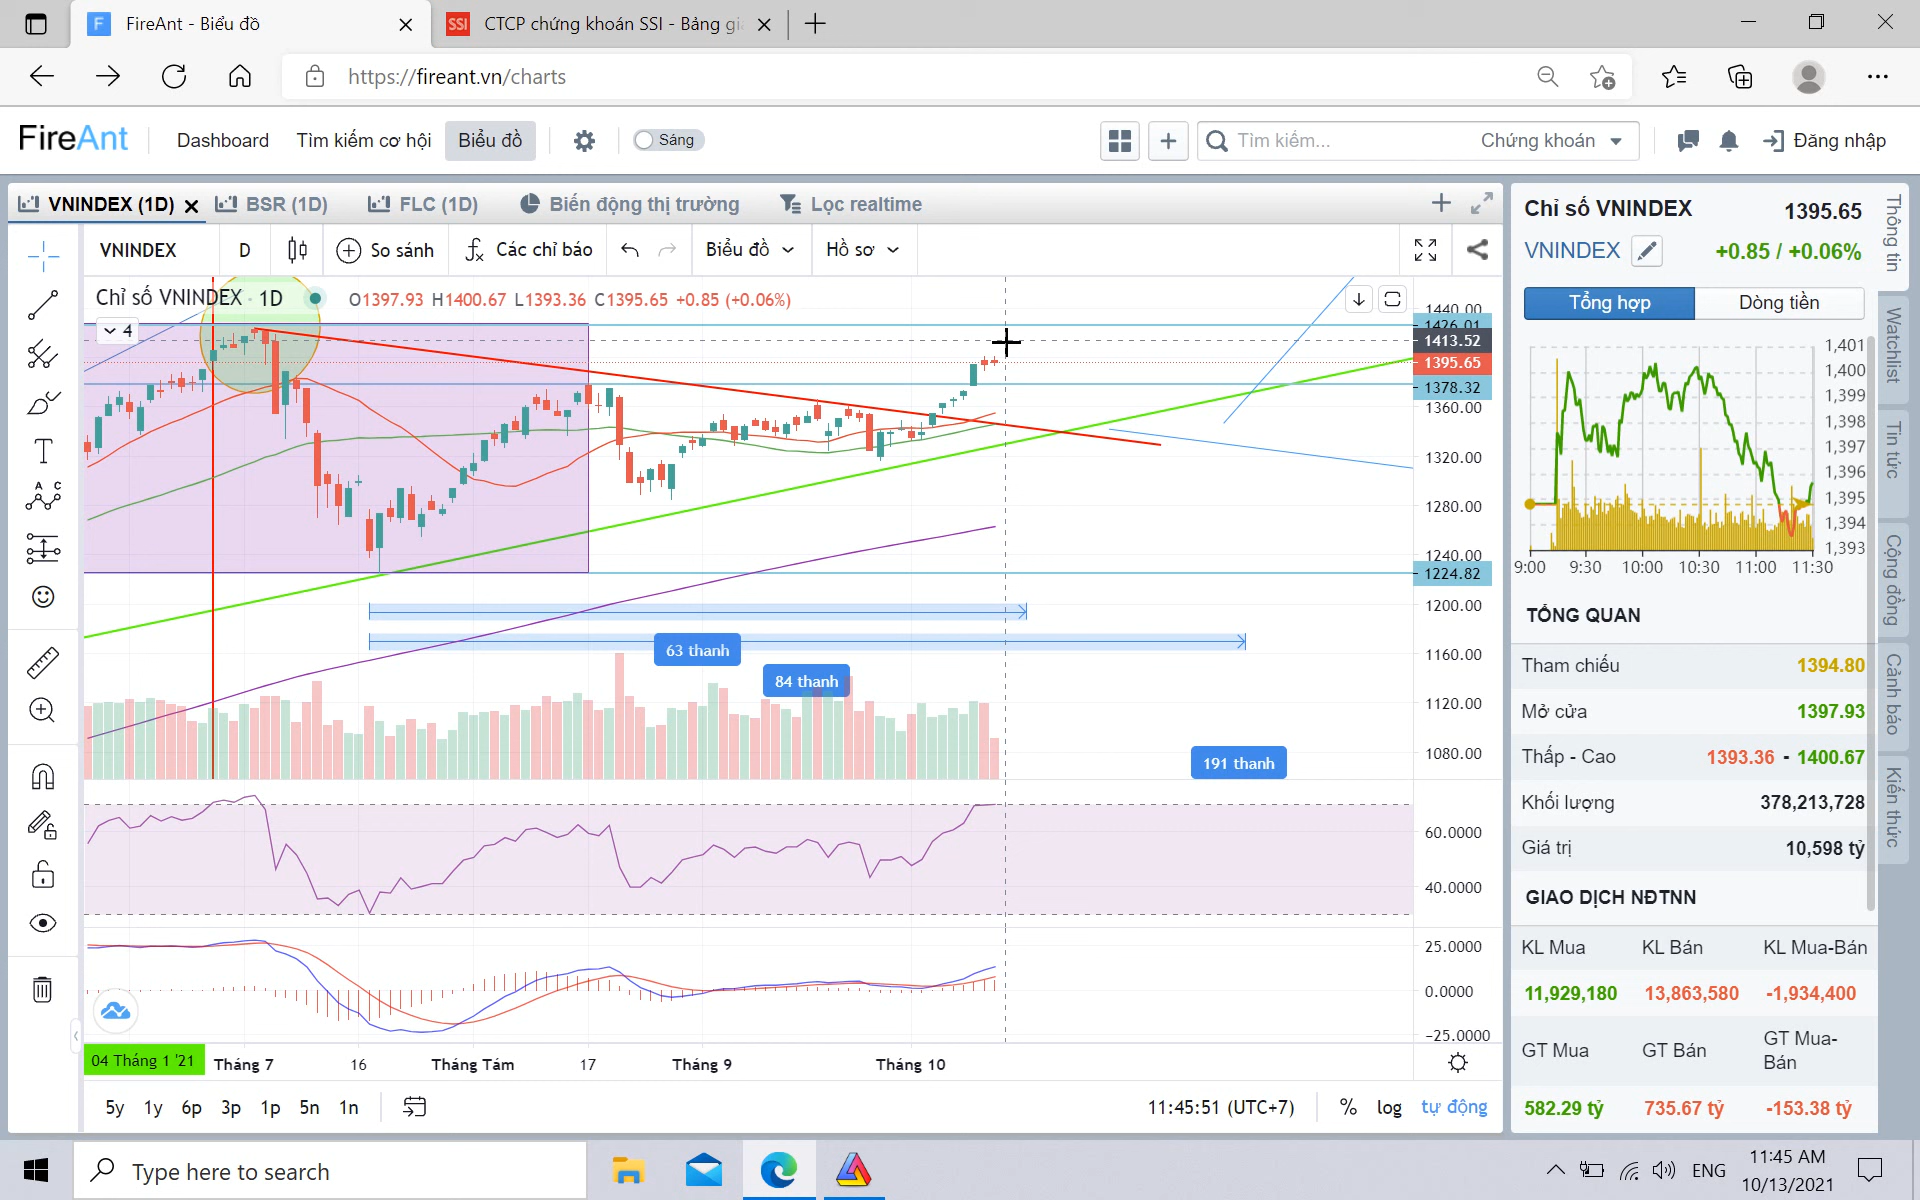 FireAnt - Biểu đồ
SSI CTCP chứng khoán SSI - Bảng gi
https://fireant.vn/charts
FireAnt Dashboard Tìm kiếm cơ hội Biểu đồ Sáng Tìm kiếm... Chứng khoán Đăng nhập
VNINDEX (1D) BSR (1D) FLC (1D) Biến động thị trường Lọc realtime
VNINDEX D So sánh Các chỉ báo Biểu đồ Hồ sơ
Chỉ số VNINDEX · 1D O1397.93 H1400.67 L1393.36 C1395.65 +0.85 (+0.06%)
4
1440.00
1426.01
1413.52
1395.65
1378.32
1360.00
1320.00
1280.00
1240.00
1224.82
1200.00
1160.00
1120.00
1080.00
63 thanh
84 thanh
191 thanh
60.0000
40.0000
25.0000
0.0000
-25.0000
04 Tháng 1 '21 Tháng 7 16 Tháng Tám 17 Tháng 9 Tháng 10
5y 1y 6p 3p 1p 5n 1n 11:45:51 (UTC+7) % log tự động
Chỉ số VNINDEX 1395.65
VNINDEX +0.85 / +0.06%
Tổng hợp Dòng tiền
1,401
1,400
1,399
1,398
1,397
1,396
1,395
1,394
1,393
9:00 9:30 10:00 10:30 11:00 11:30
TỔNG QUAN
Tham chiếu 1394.80
Mở cửa 1397.93
Thấp - Cao 1393.36 - 1400.67
Khối lượng 378,213,728
Giá trị 10,598 tỷ
GIAO DỊCH NĐTNN
KL Mua KL Bán KL Mua-Bán
11,929,180 13,863,580 -1,934,400
GT Mua GT Bán GT Mua-
Bán
582.29 tỷ 735.67 tỷ -153.38 tỷ
Thông tin
Watchlist
Tin tức
Cộng đồng
Cảnh báo
Kiến thức
Type here to search
ENG 11:45 AM
10/13/2021